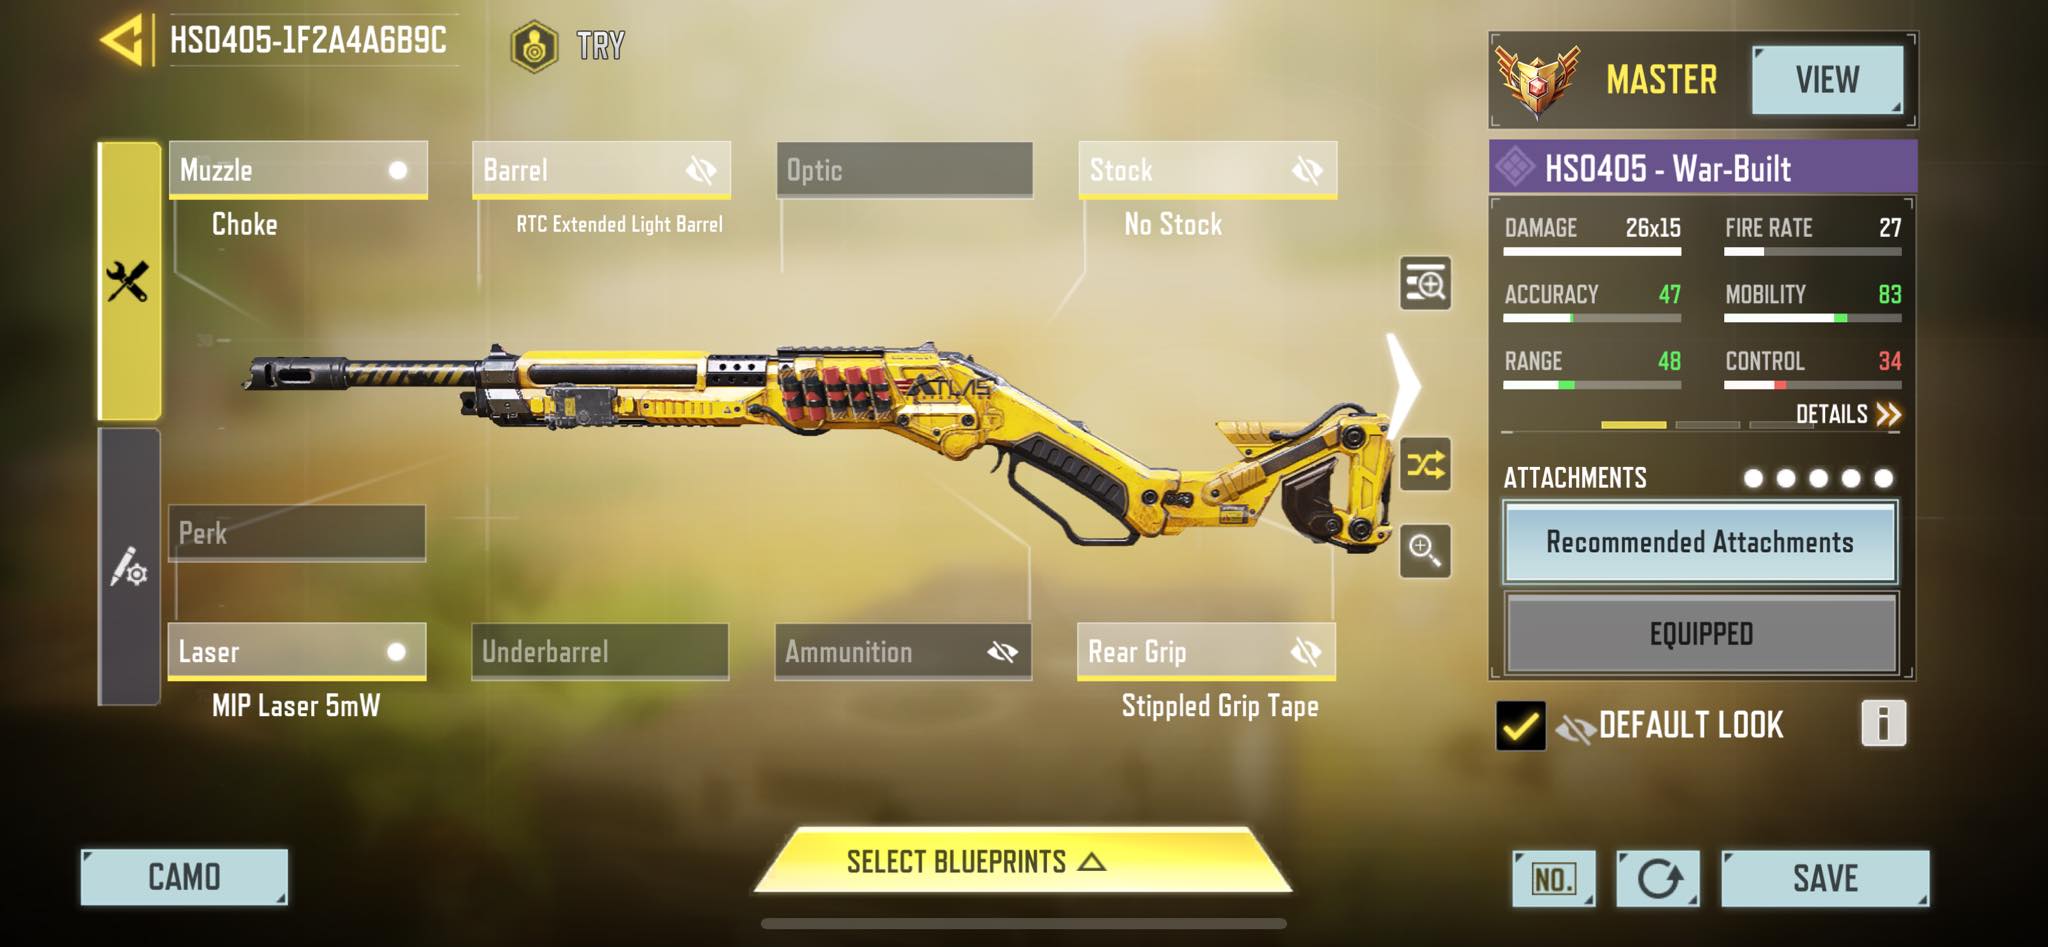 HS0405-1F2A4A6B9C
TRY
MASTER
VIEW
Muzzle
Choke
Barrel
RTC Extended Light Barrel
Optic
Stock
No Stock
HS0405 - War-Built
DAMAGE 26x15
FIRE RATE 27
ACCURACY 47
MOBILITY 83
RANGE 48
CONTROL 34
DETAILS
ATLAS
ATTACHMENTS
Recommended Attachments
EQUIPPED
Perk
Laser
MIP Laser 5mW
Underbarrel
Ammunition
Rear Grip
Stippled Grip Tape
DEFAULT LOOK
i
CAMO
SELECT BLUEPRINTS
NO.
SAVE